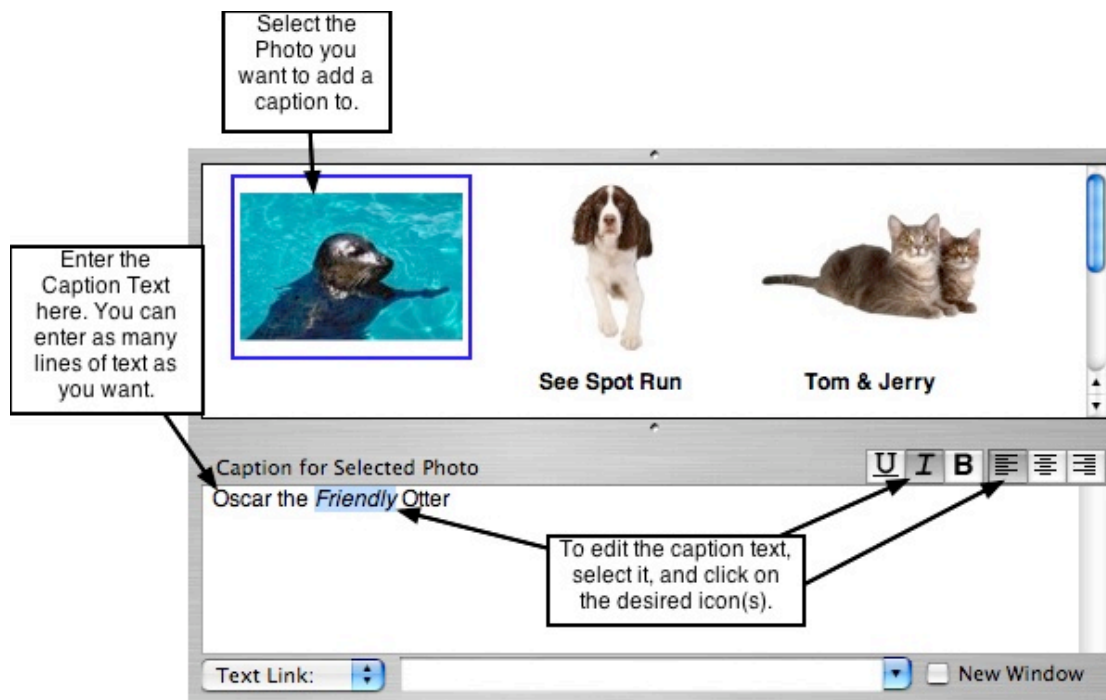 Select the
Photo you
want to add a
caption to.
Enter the
Caption Text
here. You can
enter as many
lines of text as
you want.
See Spot Run
Tom & Jerry
Caption for Selected Photo
U I B
Oscar the Friendly Otter
To edit the caption text,
select it, and click on
the desired icon(s).
Text Link:
New Window